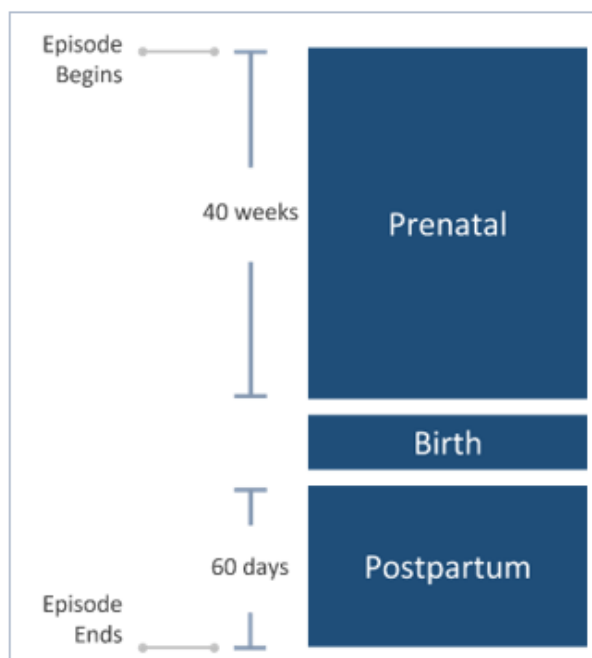 Episode
Begins
40 weeks
Prenatal
Birth
60 days
Postpartum
Episode
Ends